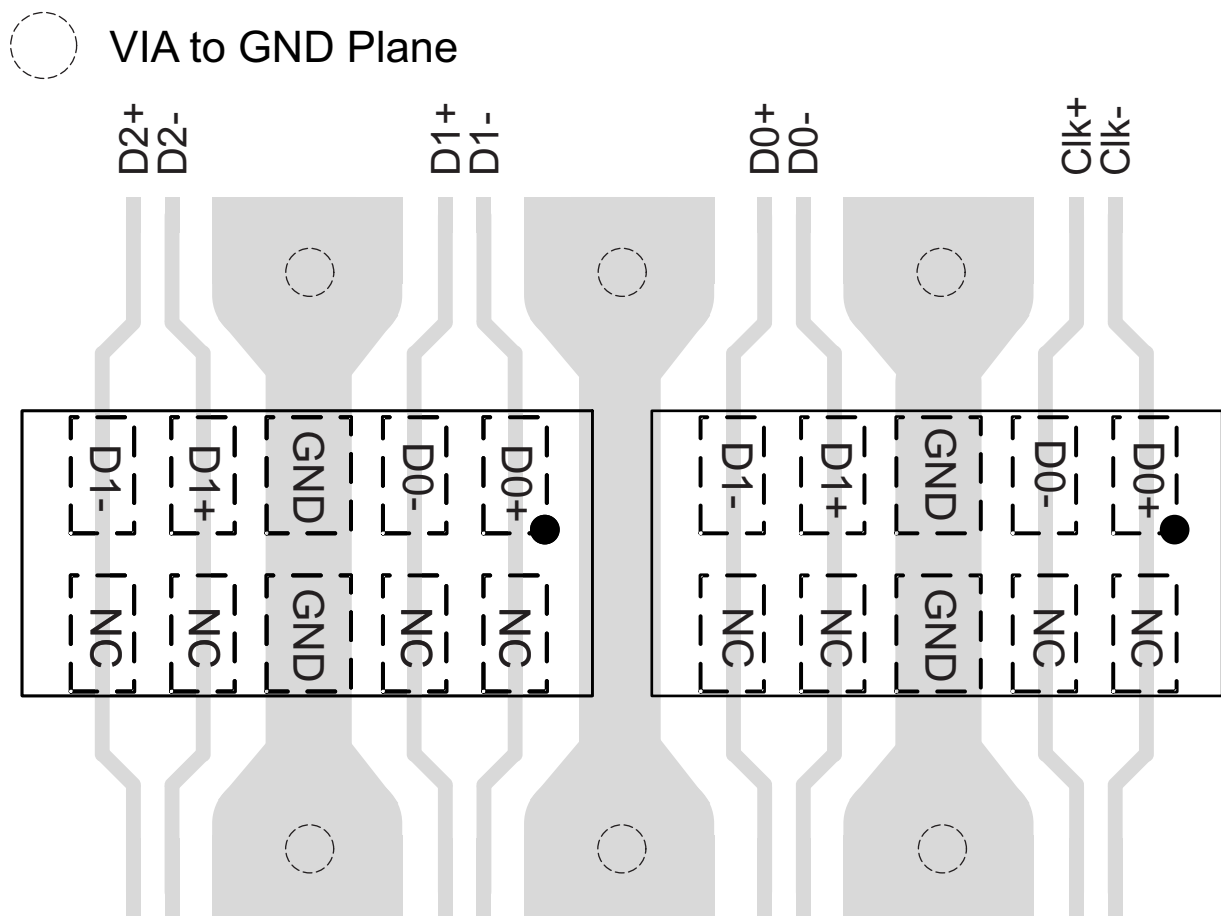 VIA to GND Plane
D2+ D2- D1+ D1- D0+ D0- Clk+ Clk-
D1- D1+ GND D0- D0+ D1- D1+ GND D0- D0+
NC NC GND NC NC NC NC GND NC NC